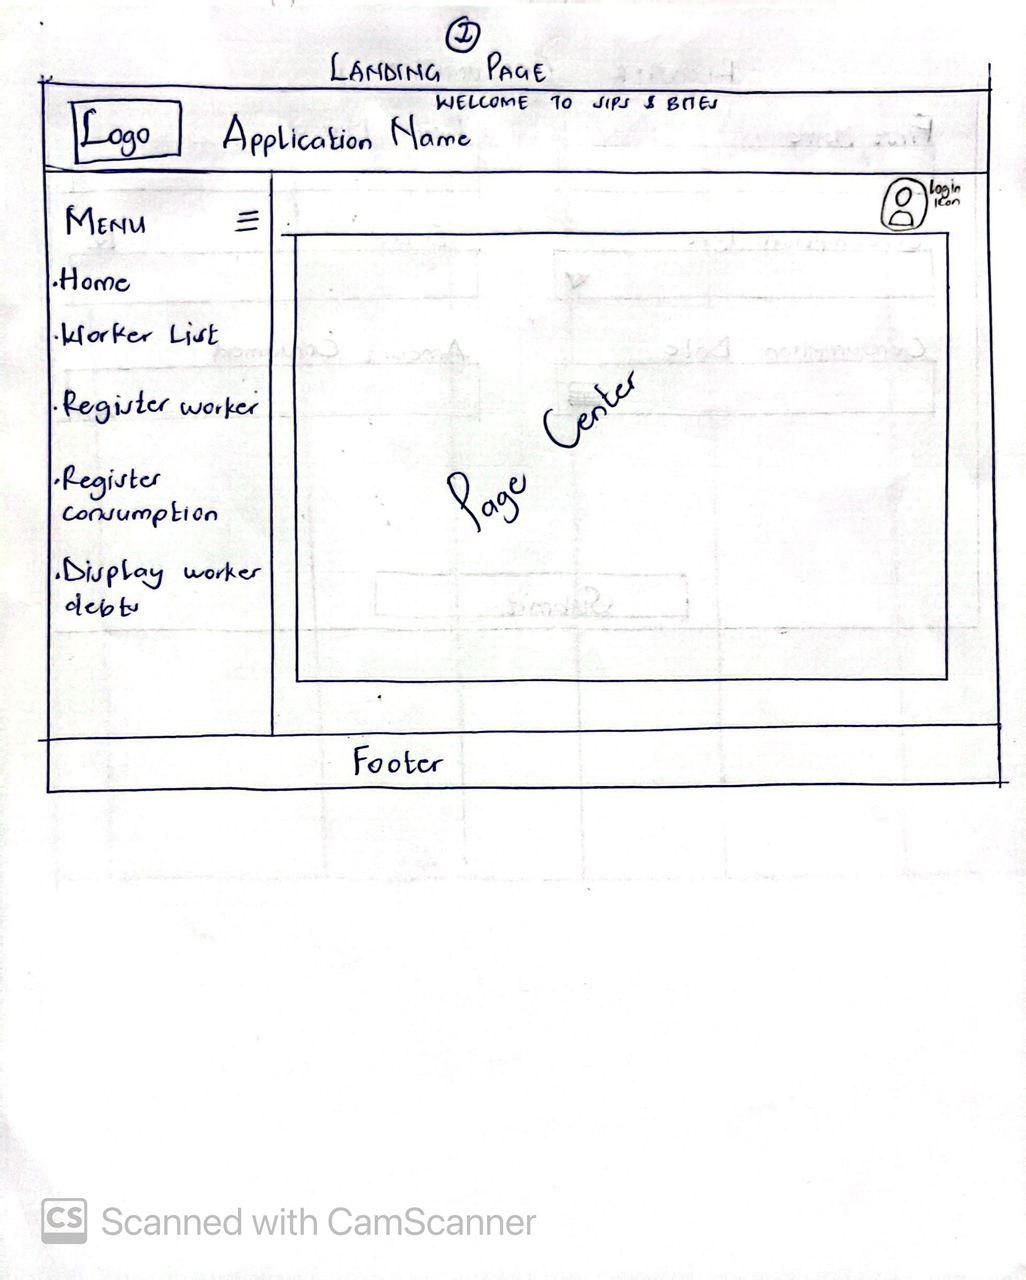 I
LANDING PAGE
WELCOME TO SIPS & BITES
Logo
Application Name
login
icon
MENU
.Home
.Worker List
.Register worker
.Register
consumption
.Display worker
debts
Page Center
Footer
CS Scanned with CamScanner